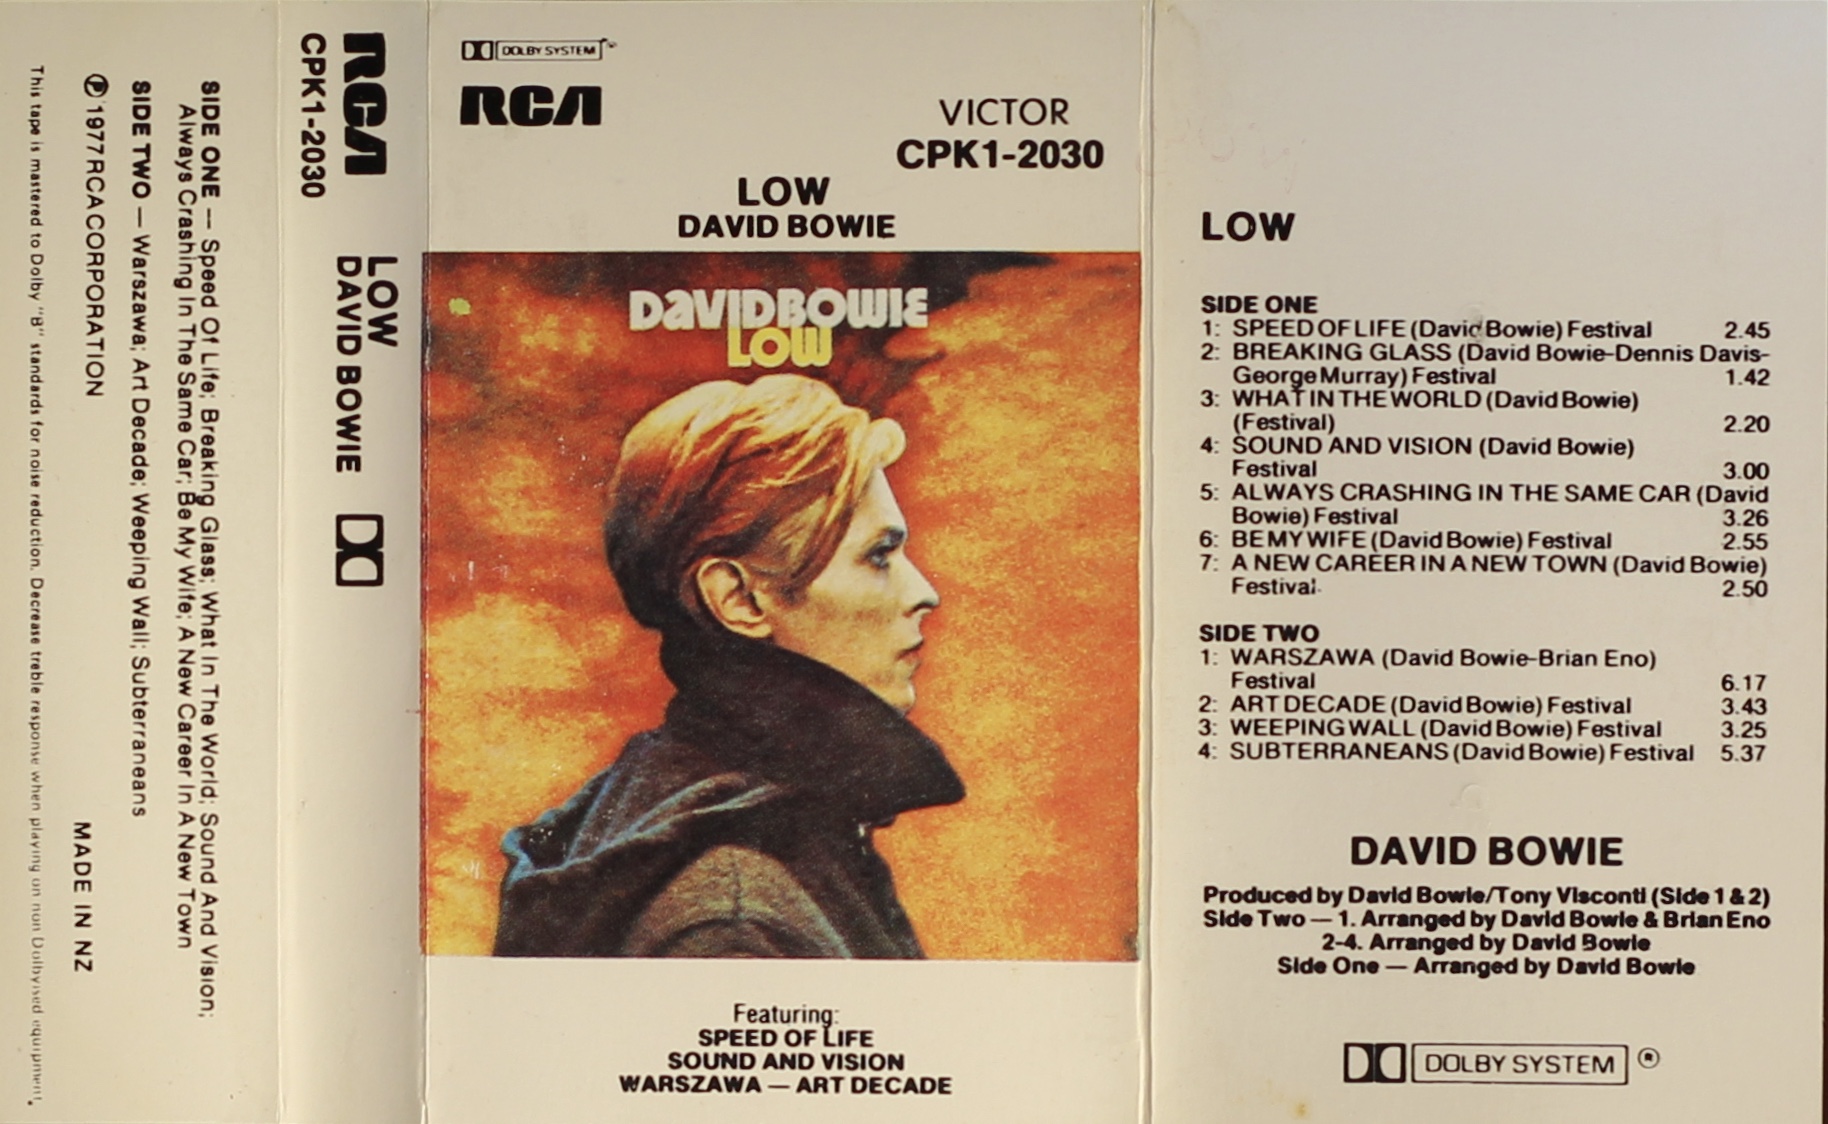 SIDE ONE — Speed Of Life; Breaking Glass; What In The World; Sound And Vision;
Always Crashing In The Same Car; Be My Wife; A New Career In A New Town
SIDE TWO — Warszawa; Art Decade; Weeping Wall; Subterraneans
Ⓟ 1977 RCA CORPORATION
MADE IN NZ
This tape is mastered to Dolby "B" standards for noise reduction. Decrease treble response when playing on non Dolbyised equipment.
RCA
CPK1-2030
LOW
DAVID BOWIE
DOLBY SYSTEM
RCA
VICTOR
CPK1-2030
LOW
DAVID BOWIE
DAVID BOWIE
LOW
Featuring:
SPEED OF LIFE
SOUND AND VISION
WARSZAWA — ART DECADE
LOW
SIDE ONE
1: SPEED OF LIFE (David Bowie) Festival 2.45
2: BREAKING GLASS (David Bowie-Dennis Davis-
George Murray) Festival 1.42
3: WHAT IN THE WORLD (David Bowie)
(Festival) 2.20
4: SOUND AND VISION (David Bowie)
Festival 3.00
5: ALWAYS CRASHING IN THE SAME CAR (David
Bowie) Festival 3.26
6: BE MY WIFE (David Bowie) Festival 2.55
7: A NEW CAREER IN A NEW TOWN (David Bowie)
Festival 2.50
SIDE TWO
1: WARSZAWA (David Bowie-Brian Eno)
Festival 6.17
2: ART DECADE (David Bowie) Festival 3.43
3: WEEPING WALL (David Bowie) Festival 3.25
4: SUBTERRANEANS (David Bowie) Festival 5.37
DAVID BOWIE
Produced by David Bowie/Tony Visconti (Side 1 & 2)
Side Two — 1. Arranged by David Bowie & Brian Eno
2-4. Arranged by David Bowie
Side One — Arranged by David Bowie
DOLBY SYSTEM ®